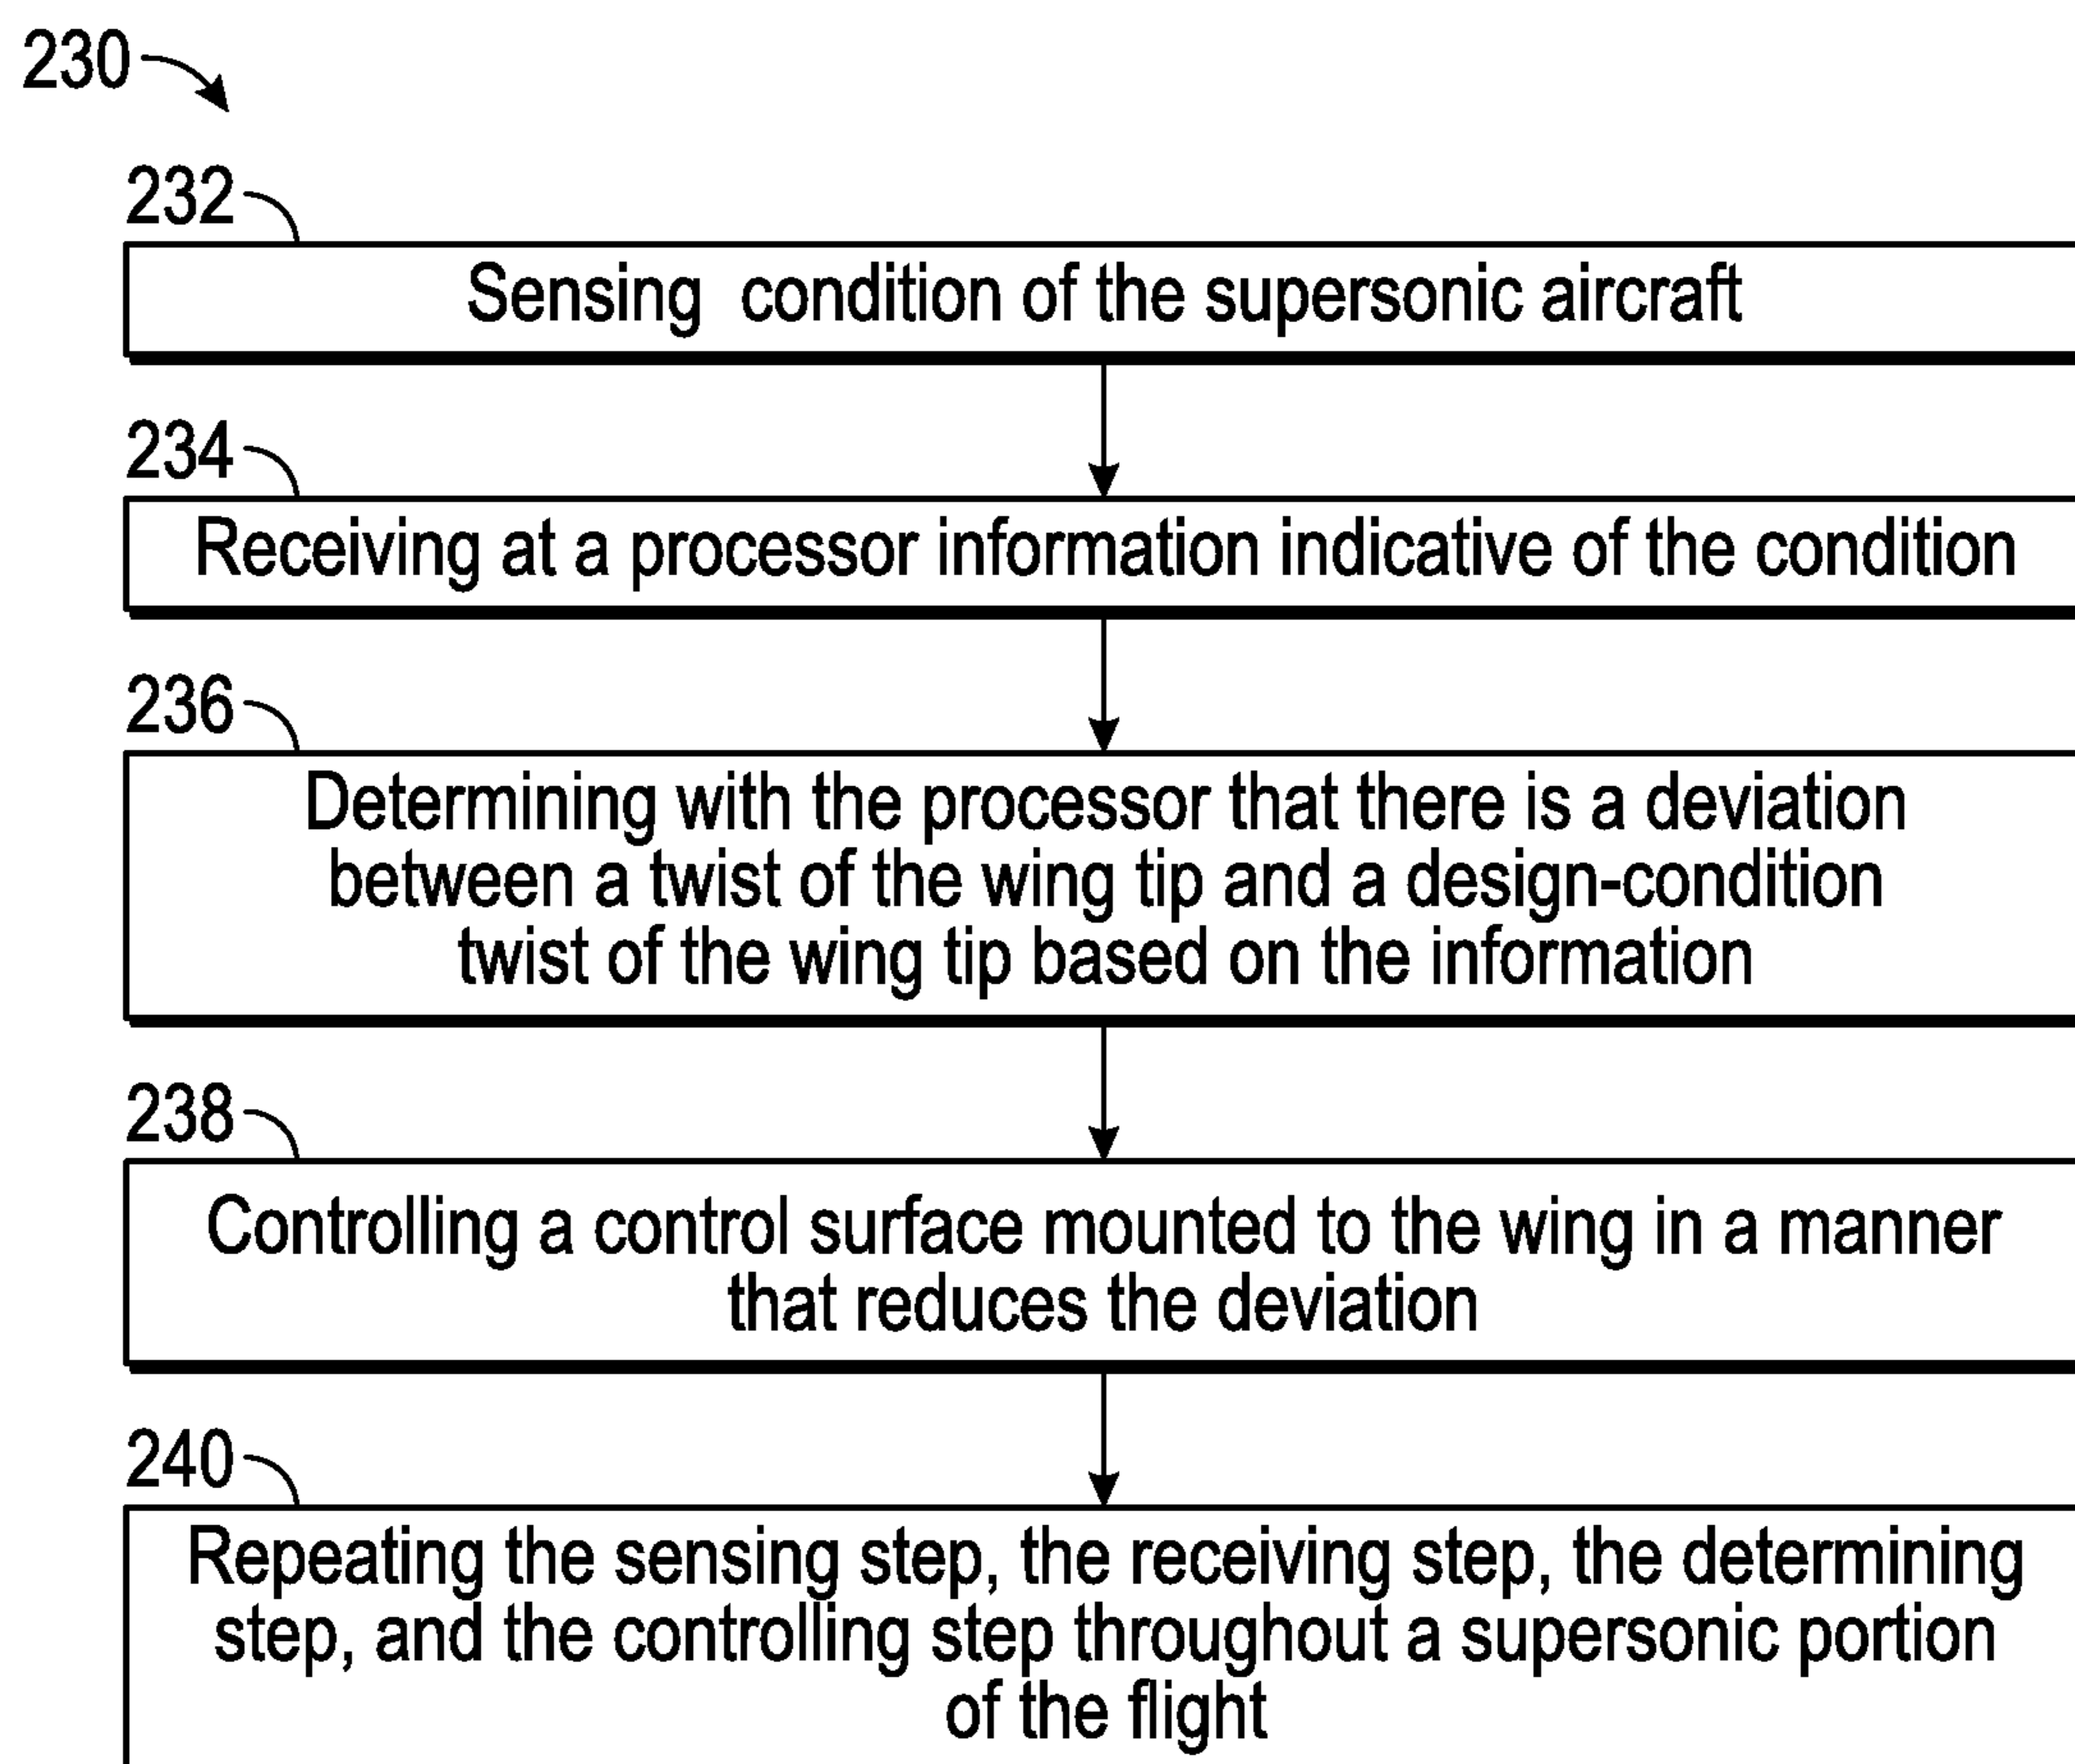 230
232
Sensing condition of the supersonic aircraft
234
Receiving at a processor information indicative of the condition
236
Determining with the processor that there is a deviation
between a twist of the wing tip and a design-condition
twist of the wing tip based on the information
238
Controlling a control surface mounted to the wing in a manner
that reduces the deviation
240
Repeating the sensing step, the receiving step, the determining
step, and the controlling step throughout a supersonic portion
of the flight